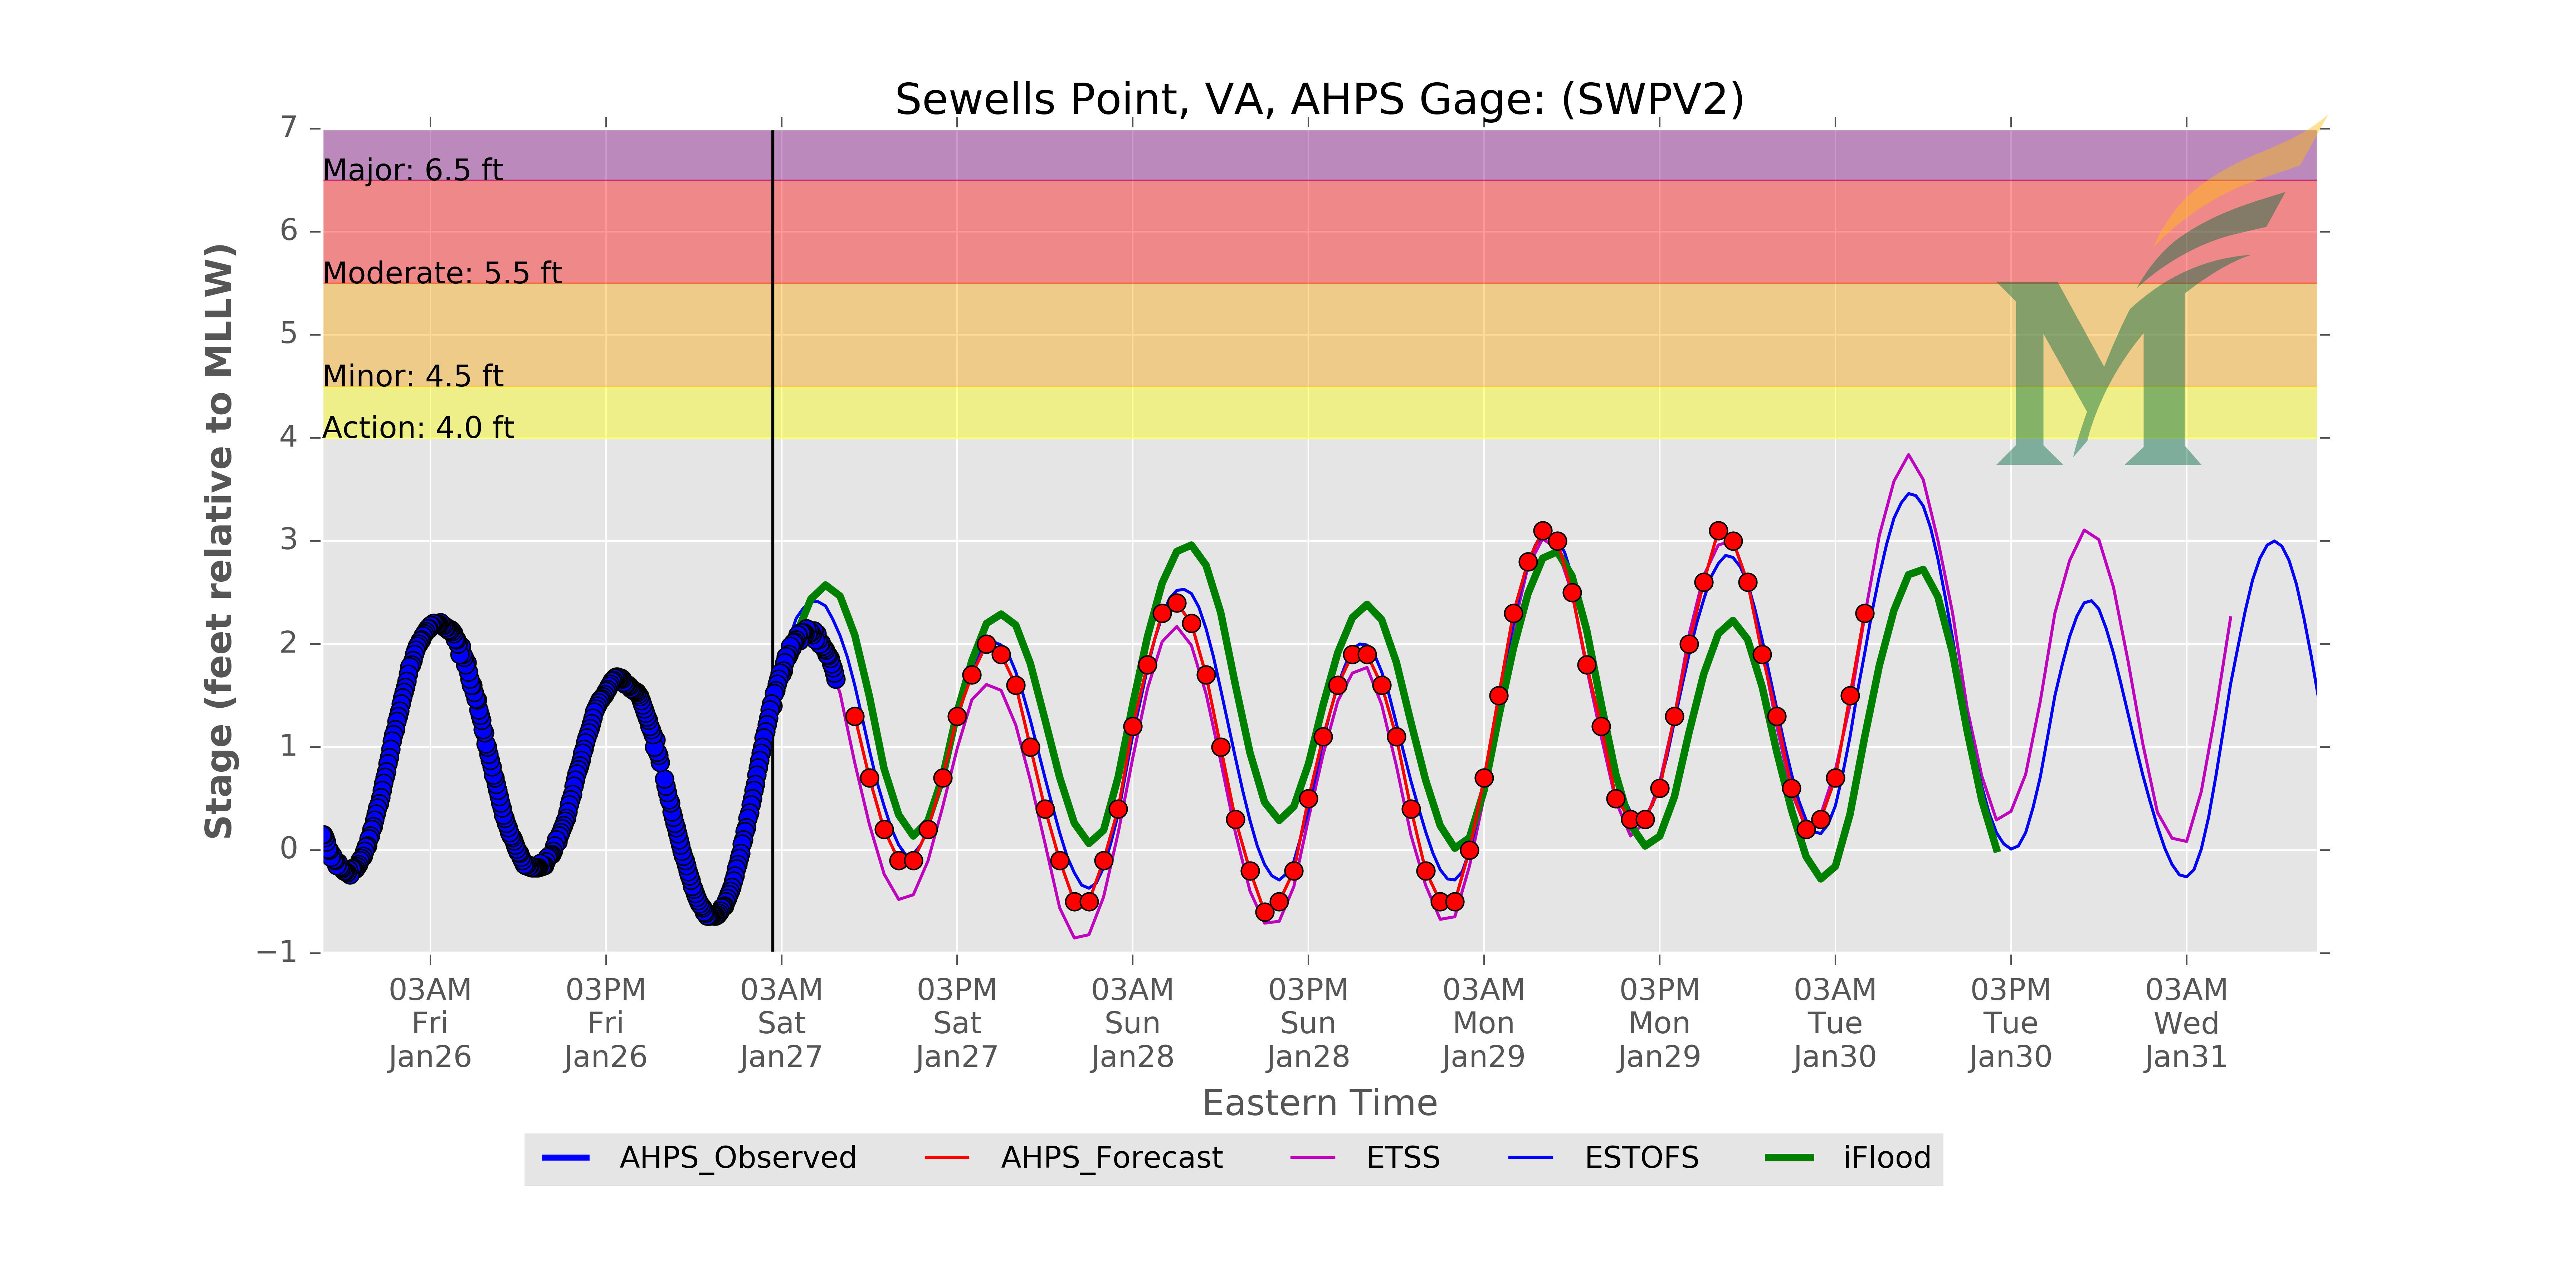 Sewells Point, VA, AHPS Gage: (SWPV2)
Stage (feet relative to MLLW)
7
6
5
4
3
2
1
0
−1
Major: 6.5 ft
Moderate: 5.5 ft
Minor: 4.5 ft
Action: 4.0 ft
M
03AM 03PM 03AM 03PM 03AM 03PM 03AM 03PM 03AM 03PM 03AM
Fri Fri Sat Sat Sun Sun Mon Mon Tue Tue Wed
Jan26 Jan26 Jan27 Jan27 Jan28 Jan28 Jan29 Jan29 Jan30 Jan30 Jan31
Eastern Time
AHPS_Observed AHPS_Forecast ETSS ESTOFS iFlood